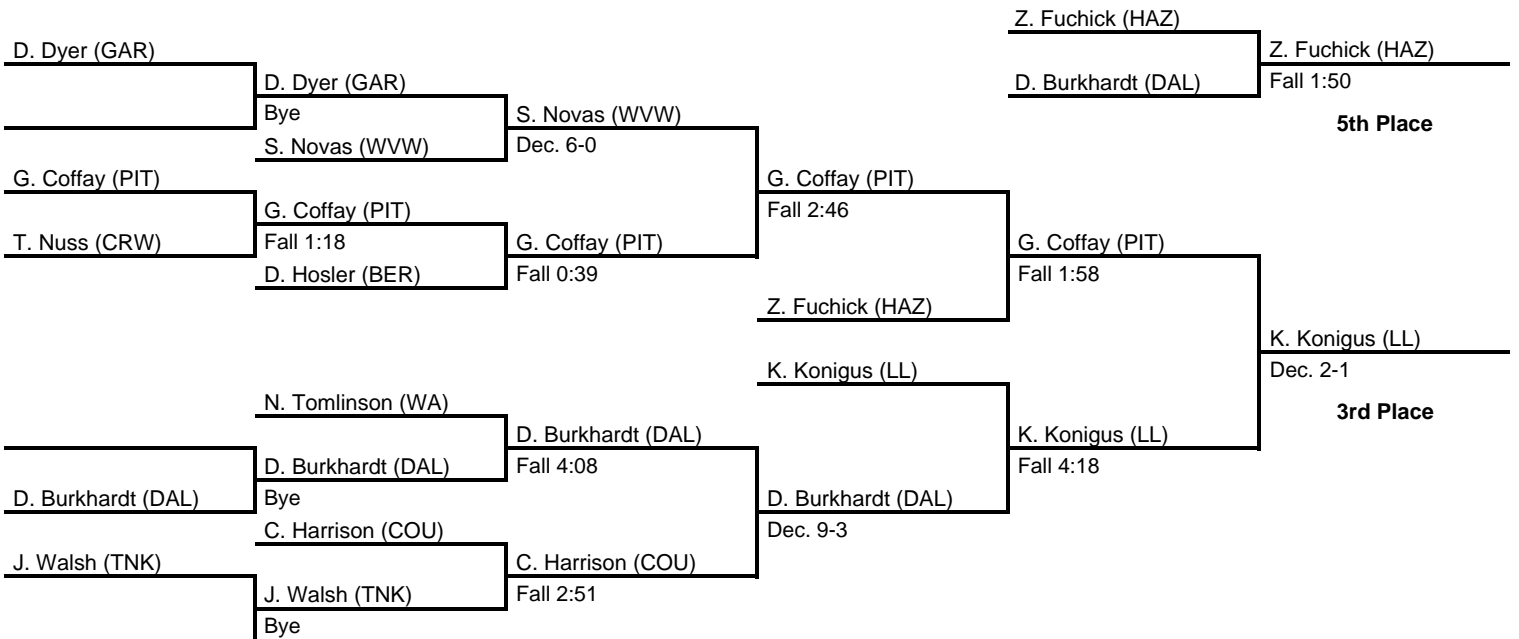 Z. Fuchick (HAZ)
D. Dyer (GAR)
Z. Fuchick (HAZ)
D. Dyer (GAR)
D. Burkhardt (DAL)
Fall 1:50
Bye
S. Novas (WVW)
5th Place
S. Novas (WVW)
Dec. 6-0
G. Coffay (PIT)
G. Coffay (PIT)
G. Coffay (PIT)
Fall 2:46
T. Nuss (CRW)
Fall 1:18
G. Coffay (PIT)
G. Coffay (PIT)
D. Hosler (BER)
Fall 0:39
Fall 1:58
Z. Fuchick (HAZ)
K. Konigus (LL)
K. Konigus (LL)
Dec. 2-1
N. Tomlinson (WA)
3rd Place
D. Burkhardt (DAL)
K. Konigus (LL)
D. Burkhardt (DAL)
Fall 4:08
Fall 4:18
D. Burkhardt (DAL)
Bye
D. Burkhardt (DAL)
C. Harrison (COU)
Dec. 9-3
J. Walsh (TNK)
C. Harrison (COU)
J. Walsh (TNK)
Fall 2:51
Bye